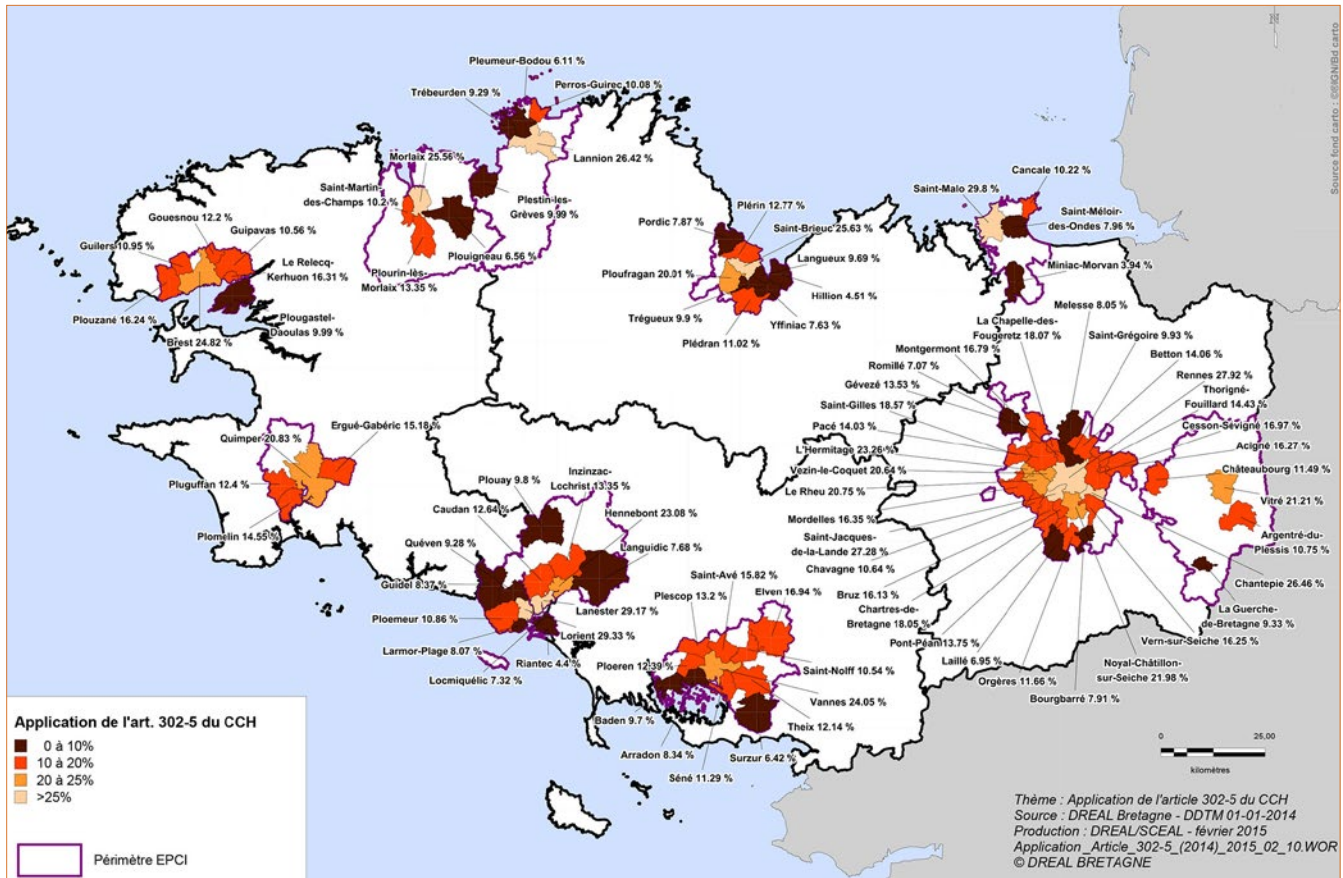 Pleumeur-Bodou 6.11 %
Trébeurden 9.29 %
Perros-Guirec 10.08 %
Morlaix 25.56 %
Lannion 26.42 %
Saint-Martin-
des-Champs 10.2 %
Plestin-les-
Grèves 9.99 %
Plouigneau 6.56 %
Plourin-lès-
Morlaix 13.35 %
Gouesnou 12.2 %
Guipavas 10.56 %
Guilers 10.95 %
Le Relecq-
Kerhuon 16.31 %
Plouzané 16.24 %
Plougastel-
Daoulas 9.99 %
Brest 24.82 %
Pordic 7.87 %
Plérin 12.77 %
Saint-Brieuc 25.63 %
Langueux 9.69 %
Ploufragan 20.01 %
Hillion 4.51 %
Trégueux 9.9 %
Yffiniac 7.63 %
Plédran 11.02 %
Cancale 10.22 %
Saint-Malo 29.8 %
Saint-Méloir-
des-Ondes 7.96 %
Miniac-Morvan 3.94 %
Melesse 8.05 %
La Chapelle-des-
Fougeretz 18.07 %
Saint-Grégoire 9.93 %
Montgermont 16.79 %
Betton 14.06 %
Romillé 7.07 %
Rennes 27.92 %
Gévezé 13.53 %
Thorigné-
Fouillard 14.43 %
Saint-Gilles 18.57 %
Cesson-Sévigné 16.97 %
Pacé 14.03 %
Acigné 16.27 %
L'Hermitage 23.26 %
Châteaubourg 11.49 %
Vezin-le-Coquet 20.64 %
Vitré 21.21 %
Le Rheu 20.75 %
Mordelles 16.35 %
Argentré-du-
Plessis 10.75 %
Saint-Jacques-
de-la-Lande 27.28 %
Chantepie 26.46 %
Chavagne 10.64 %
La Guerche-
de-Bretagne 9.33 %
Bruz 16.13 %
Chartres-de-
Bretagne 18.05 %
Vern-sur-Seiche 16.25 %
Pont-Péan 13.75 %
Noyal-Châtillon-
sur-Seiche 21.98 %
Laillé 6.95 %
Orgères 11.66 %
Bourgbarré 7.91 %
Quimper 20.83 %
Ergué-Gabéric 15.18 %
Pluguffan 12.4 %
Plomelin 14.55 %
Plouay 9.8 %
Inzinzac-
Lochrist 13.35 %
Caudan 12.64 %
Hennebont 23.08 %
Quéven 9.28 %
Languidic 7.68 %
Guidel 8.37 %
Lanester 29.17 %
Ploemeur 10.86 %
Lorient 29.33 %
Larmor-Plage 8.07 %
Riantec 4.4 %
Locmiquélic 7.32 %
Saint-Avé 15.82 %
Elven 16.94 %
Plescop 13.2 %
Ploeren 12.39 %
Saint-Nolff 10.54 %
Vannes 24.05 %
Baden 9.7 %
Theix 12.14 %
Arradon 8.34 %
Surzur 6.42 %
Séné 11.29 %
Source fond carto : ©EIGN/Bd carto
Application de l'art. 302-5 du CCH
0 à 10%
10 à 20%
20 à 25%
>25%
Périmètre EPCI
0 25,00
kilomètres
Thème : Application de l'article 302-5 du CCH
Source : DREAL Bretagne - DDTM 01-01-2014
Production : DREAL/SCEAL - février 2015
Application_Article_302-5_(2014)_2015_02_10.WOR
© DREAL BRETAGNE